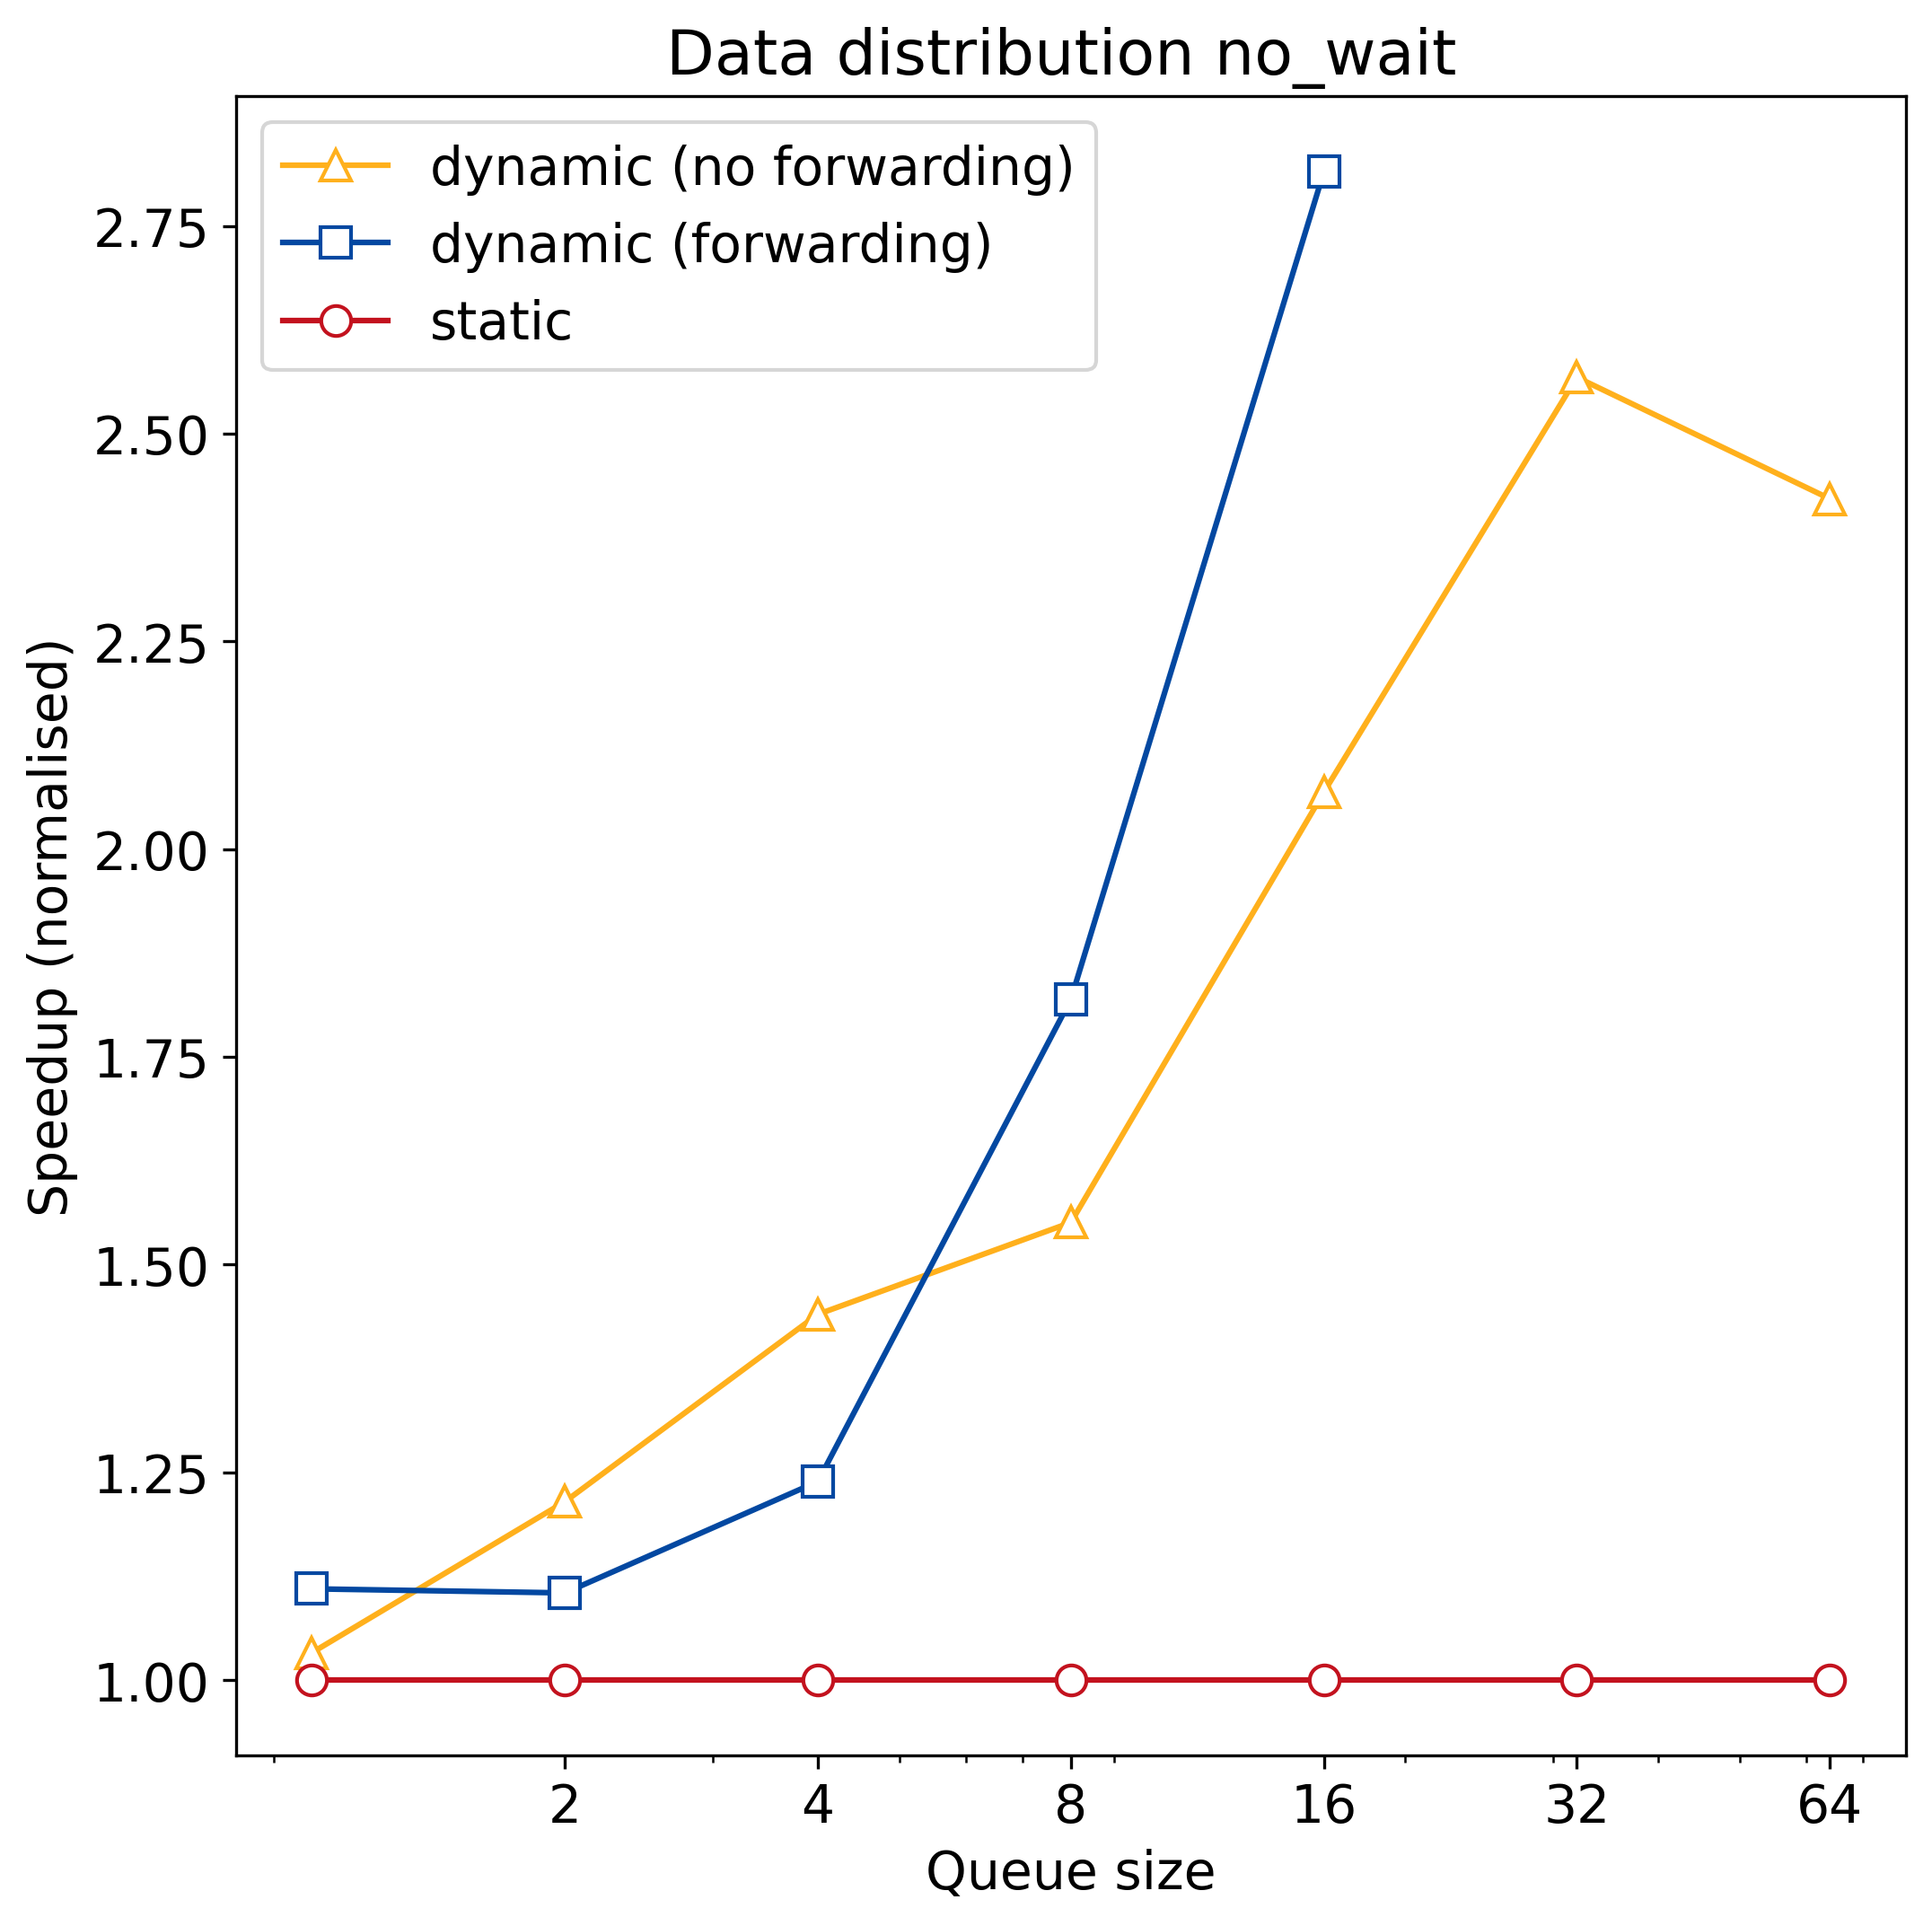 Data distribution no_wait
dynamic (no forwarding)
dynamic (forwarding)
static
Speedup (normalised)
2.75
2.50
2.25
2.00
1.75
1.50
1.25
1.00
2 4 8 16 32 64
Queue size